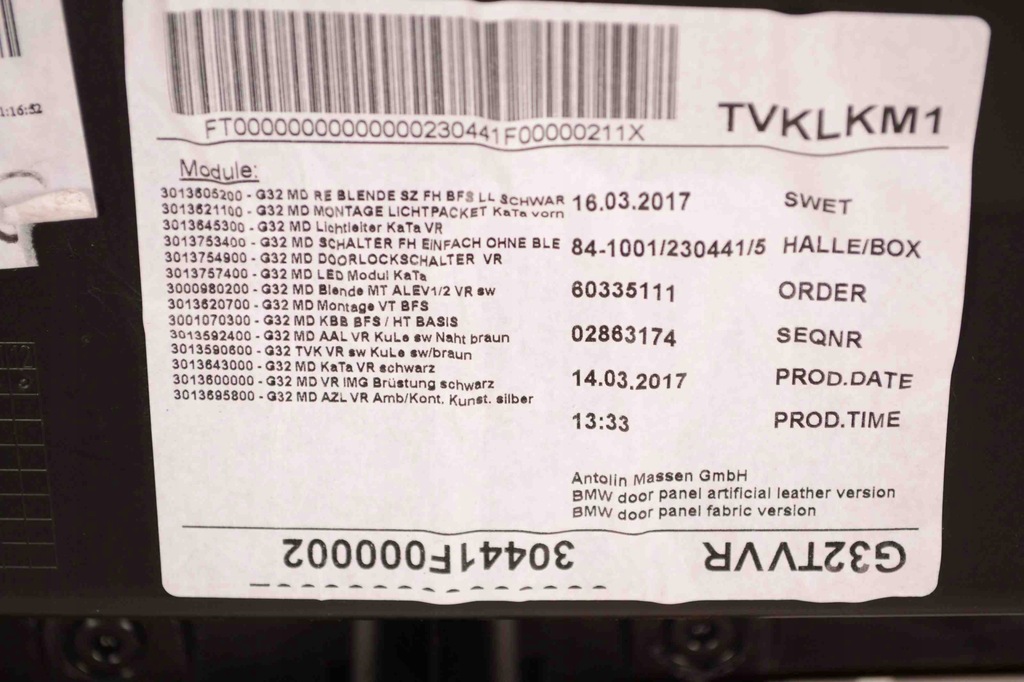 1:16:52
FT0000000000000230441F00000211X
TVKLKM1
Module:
3013605200 - G32 MD RE BLENDE SZ FH BFS LL SCHWAR
3013621100 - G32 MD MONTAGE LICHTPACKET KaTa vorn
3013645300 - G32 MD Lichtleiter KaTa VR
3013753400 - G32 MD SCHALTER FH EINFACH OHNE BLE
3013754900 - G32 MD DOORLOCKSCHALTER VR
3013757400 - G32 MD LED Modul KaTa
3000980200 - G32 MD Blende MT ALEV1/2 VR sw
3013620700 - G32 MD Montage VT BFS
3001070300 - G32 MD KBB BFS / HT BASIS
3013592400 - G32 MD AAL VR KuLe sw Naht braun
3013590600 - G32 TVK VR sw KuLe sw/braun
3013643000 - G32 MD KaTa VR schwarz
3013600000 - G32 MD VR IMG Brüstung schwarz
3013695800 - G32 MD AZL VR Amb/Kont. Kunst. silber
16.03.2017 SWET
84-1001/230441/5 HALLE/BOX
60335111 ORDER
02863174 SEQNR
14.03.2017 PROD.DATE
13:33 PROD.TIME
Antolin Massen GmbH
BMW door panel artificial leather version
BMW door panel fabric version
G32TVVR
30441F000002